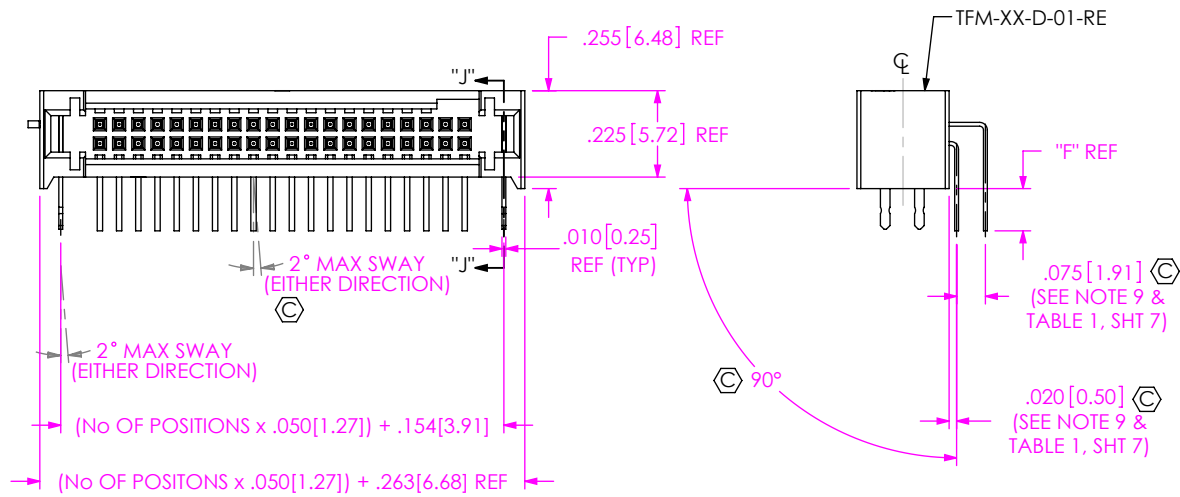 TFM-XX-D-01-RE
.255[6.48] REF
℄
"J"
.225[5.72] REF
"F" REF
.010[0.25]
REF (TYP)
2° MAX SWAY
(EITHER DIRECTION)
"J"
C
.075[1.91] C
(SEE NOTE 9 &
TABLE 1, SHT 7)
2° MAX SWAY
(EITHER DIRECTION)
C 90°
.020[0.50] C
(SEE NOTE 9 &
TABLE 1, SHT 7)
(No OF POSITIONS x .050[1.27]) + .154[3.91]
(No OF POSITONS x .050[1.27]) + .263[6.68] REF